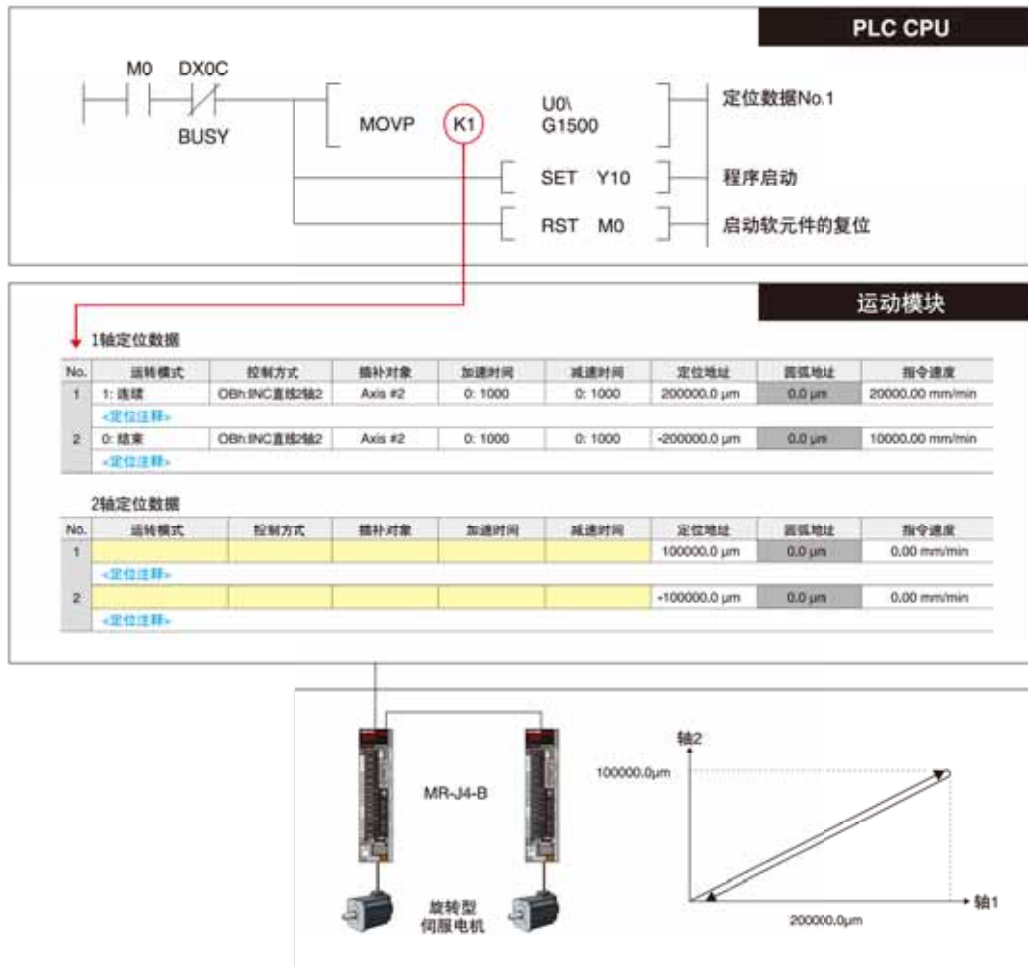 PLC CPU
M0 DX0C
BUSY
MOVP K1 U0\
G1500
定位数据No.1
SET Y10 程序启动
RST M0 启动软元件的复位
运动模块
1轴定位数据
No. 运转模式 控制方式 插补对象 加速时间 减速时间 定位地址 圆弧地址 指令速度
1 1: 连续 0Bh:INC直线2轴2 Axis #2 0: 1000 0: 1000 200000.0 μm 0.0 μm 20000.00 mm/min
<定位注释>
2 0: 结束 0Bh:INC直线2轴2 Axis #2 0: 1000 0: 1000 -200000.0 μm 0.0 μm 10000.00 mm/min
<定位注释>
2轴定位数据
No. 运转模式 控制方式 插补对象 加速时间 减速时间 定位地址 圆弧地址 指令速度
1 100000.0 μm 0.0 μm 0.00 mm/min
<定位注释>
2 -100000.0 μm 0.0 μm 0.00 mm/min
<定位注释>
MR-J4-B
旋转型
伺服电机
轴2
100000.0μm
轴1
200000.0μm